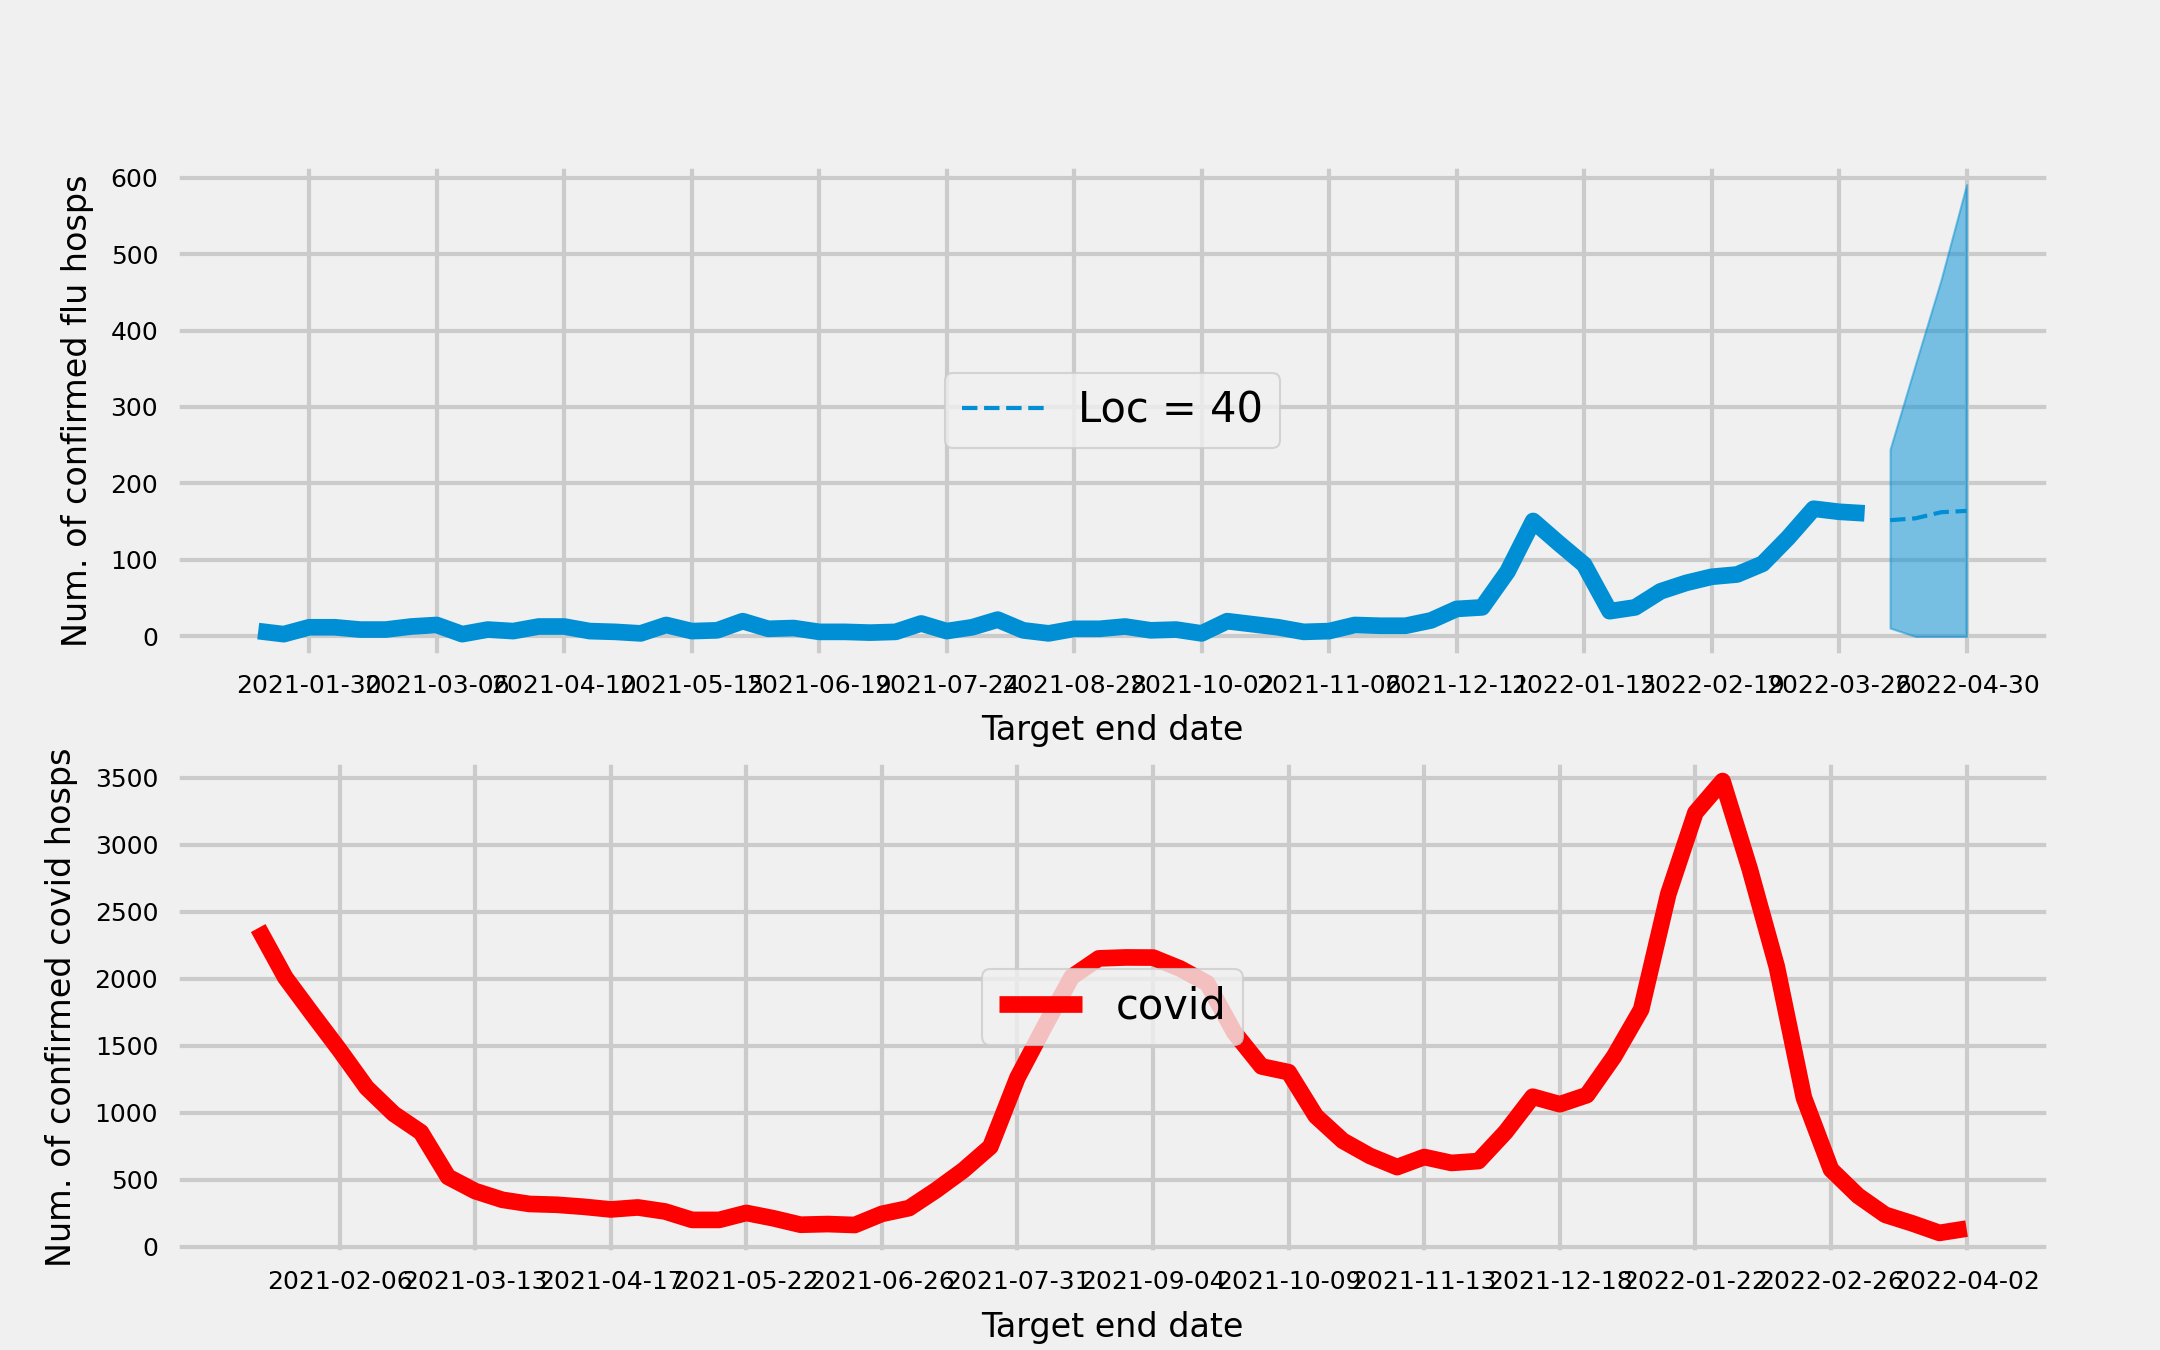 Num. of confirmed flu hosps
600
500
400
300
200
100
0
Loc = 40
2021-01-30 2021-03-06 2021-04-10 2021-05-15 2021-06-19 2021-07-24 2021-08-28 2021-10-02 2021-11-06 2021-12-11 2022-01-15 2022-02-19 2022-03-26 2022-04-30
Target end date
Num. of confirmed covid hosps
3500
3000
2500
2000
1500
1000
500
0
covid
2021-02-06 2021-03-13 2021-04-17 2021-05-22 2021-06-26 2021-07-31 2021-09-04 2021-10-09 2021-11-13 2021-12-18 2022-01-22 2022-02-26 2022-04-02
Target end date